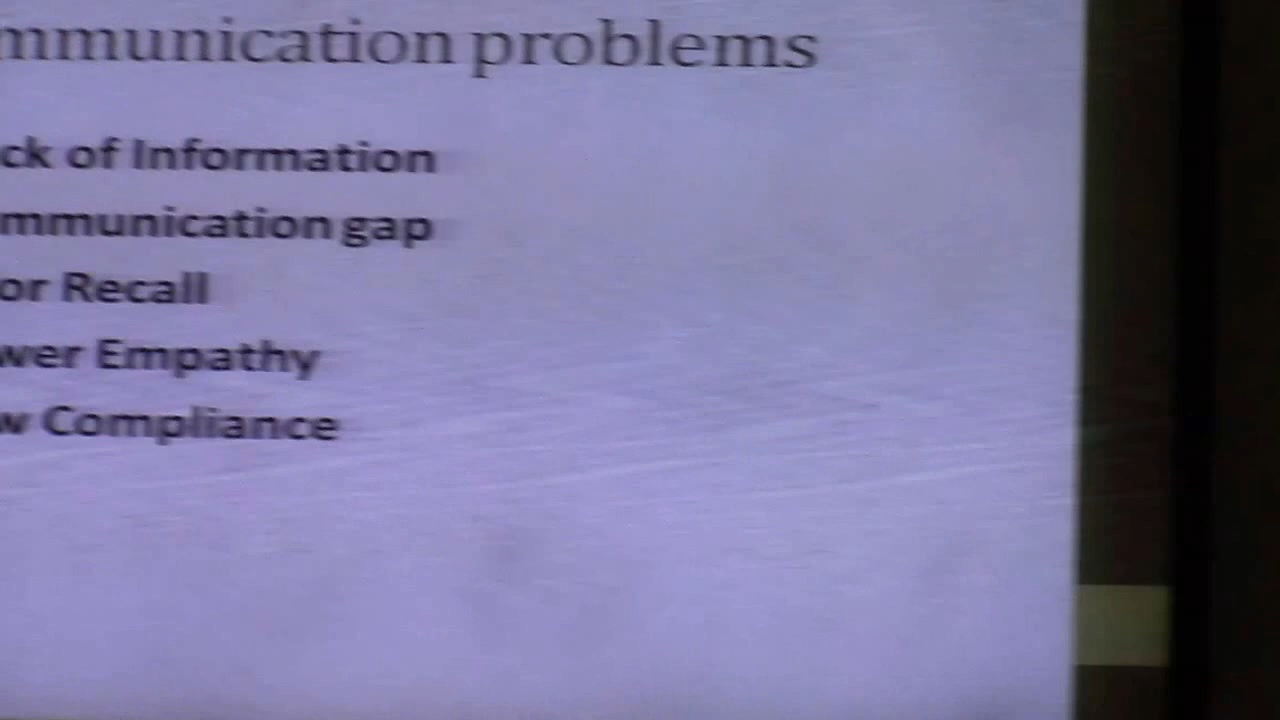 mmunication problems
ck of Information
mmunication gap
or Recall
wer Empathy
w Compliance